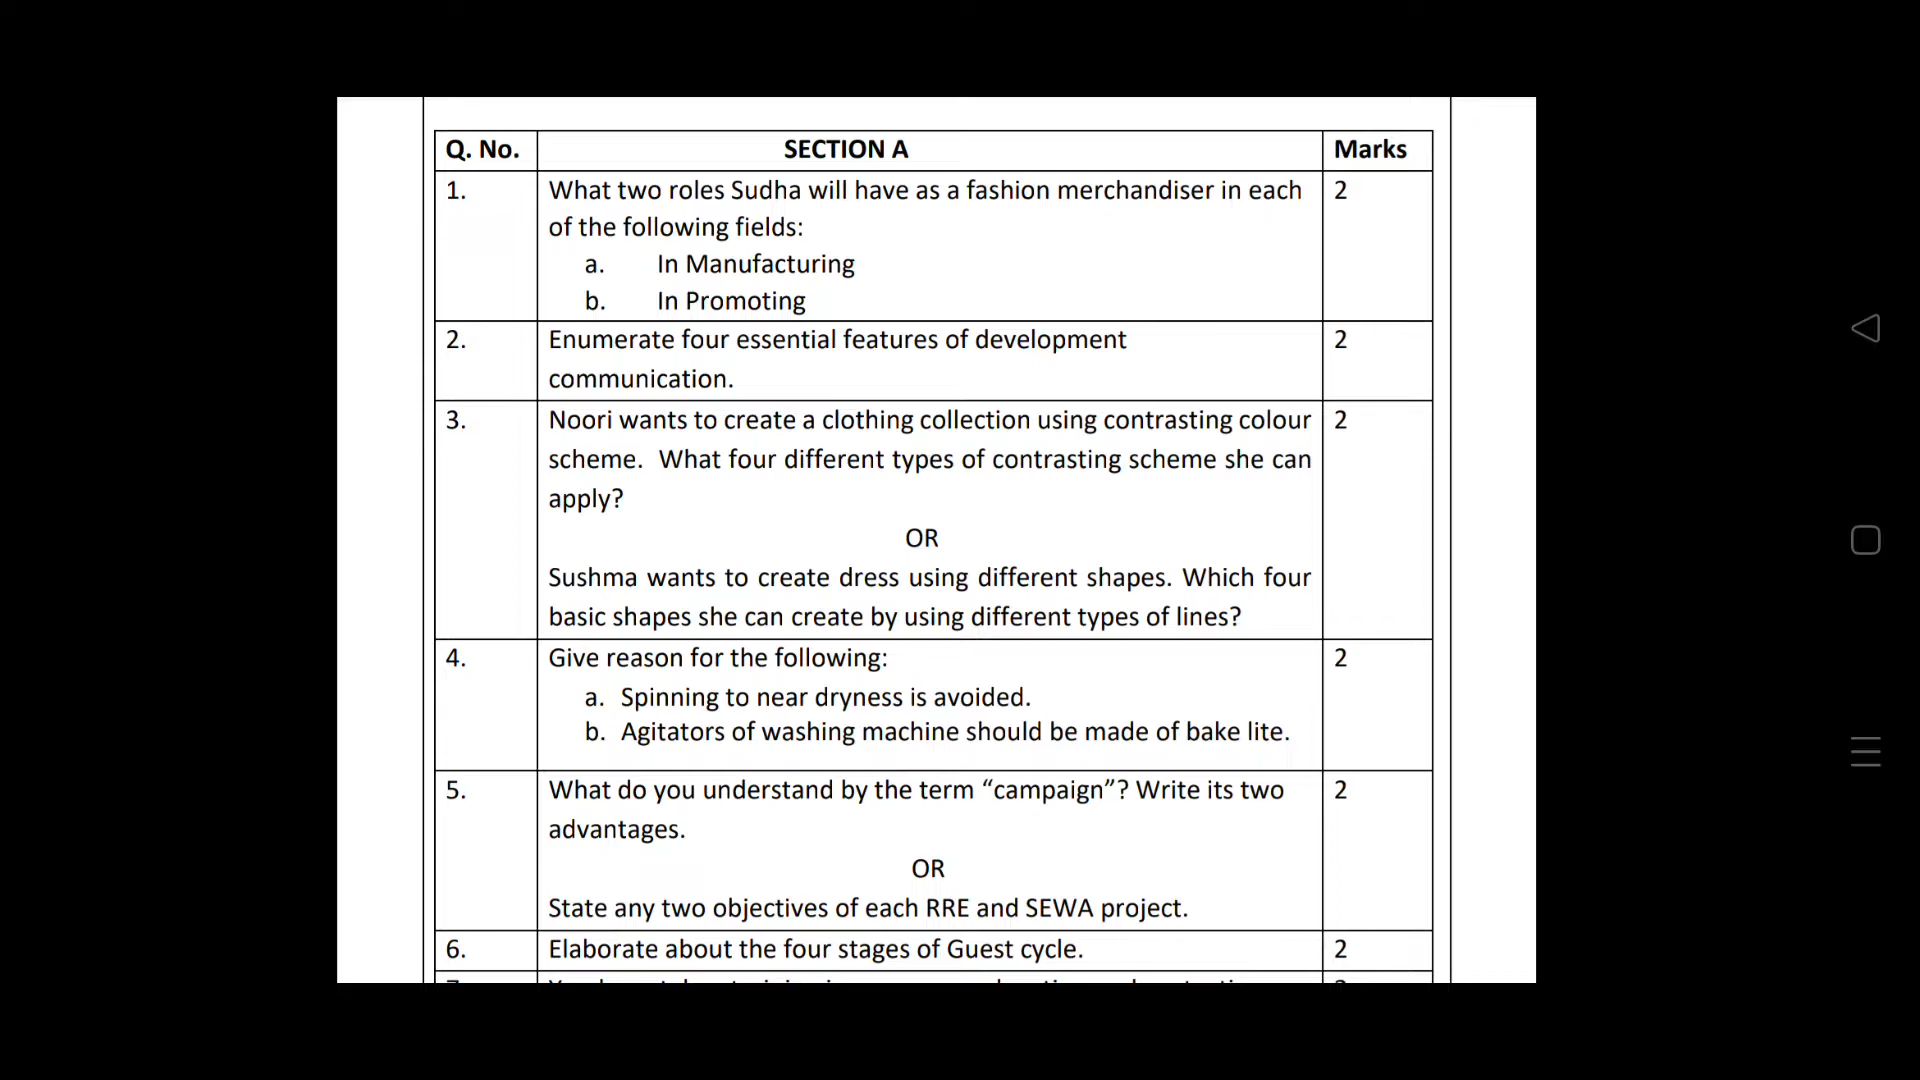 Q. No. SECTION A Marks
1. What two roles Sudha will have as a fashion merchandiser in each 2
of the following fields:
a. In Manufacturing
b. In Promoting
2. Enumerate four essential features of development 2
communication.
3. Noori wants to create a clothing collection using contrasting colour 2
scheme. What four different types of contrasting scheme she can
apply?
OR
Sushma wants to create dress using different shapes. Which four
basic shapes she can create by using different types of lines?
4. Give reason for the following: 2
a. Spinning to near dryness is avoided.
b. Agitators of washing machine should be made of bake lite.
5. What do you understand by the term “campaign”? Write its two 2
advantages.
OR
State any two objectives of each RRE and SEWA project.
6. Elaborate about the four stages of Guest cycle. 2